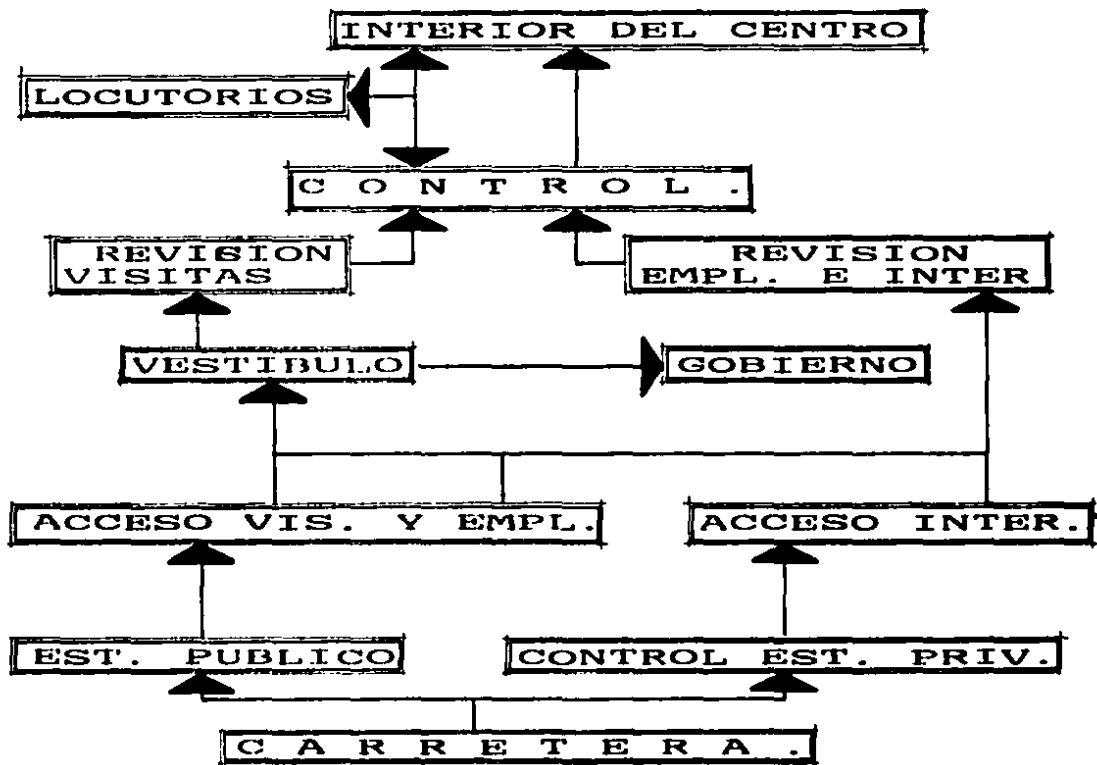 INTERIOR DEL CENTRO
LOCUTORIOS
C O N T R O L .
REVISION
VISITAS
REVISION
EMPL. E INTER
VESTIBULO
GOBIERNO
ACCESO VIS. Y EMPL.
ACCESO INTER.
EST. PUBLICO
CONTROL EST. PRIV.
C A R R E T E R A .